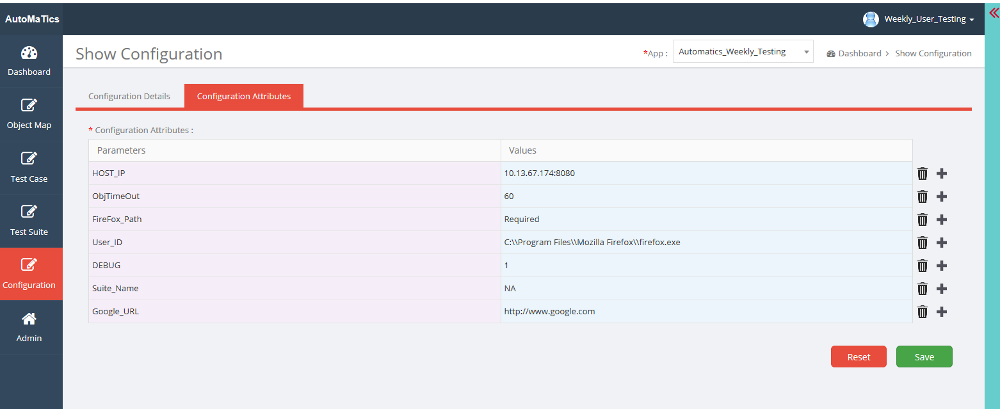 AutoMaTics
Weekly_User_Testing
Dashboard
Object Map
Test Case
Test Suite
Configuration
Admin
Show Configuration
*App : Automatics_Weekly_Testing
Dashboard > Show Configuration
Configuration Details Configuration Attributes
* Configuration Attributes :
Parameters Values
HOST_IP 10.13.67.174:8080
ObjTimeOut 60
FireFox_Path Required
User_ID C:\\Program Files\\Mozilla Firefox\\firefox.exe
DEBUG 1
Suite_Name NA
Google_URL http://www.google.com
Reset Save